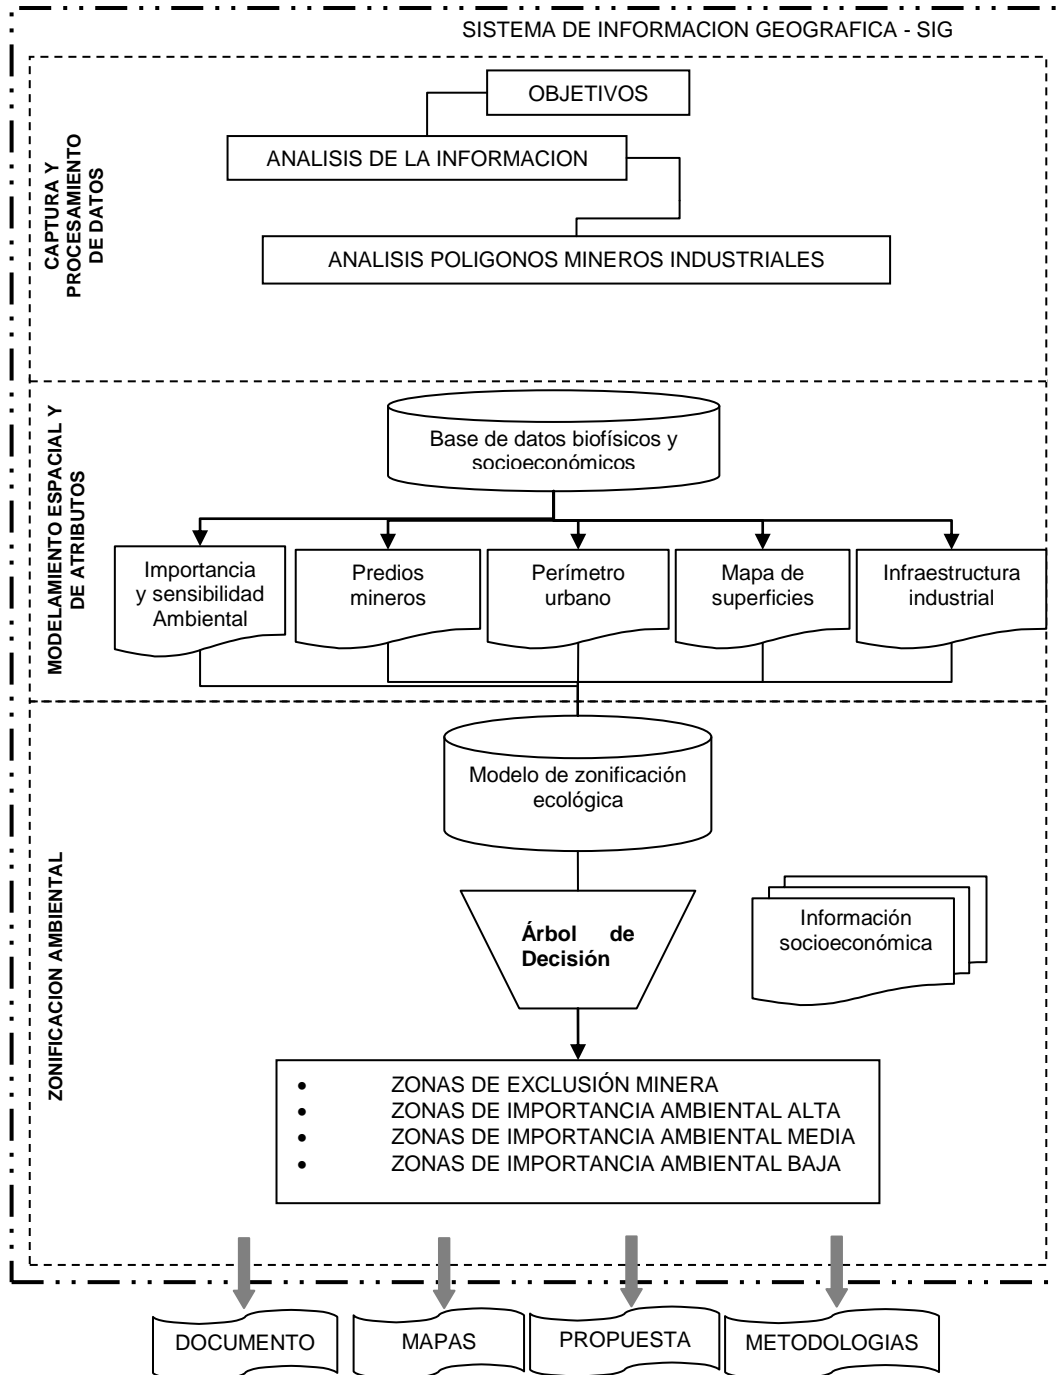 SISTEMA DE INFORMACION GEOGRAFICA - SIG
CAPTURA Y
PROCESAMIENTO
DE DATOS
OBJETIVOS
ANALISIS DE LA INFORMACION
ANALISIS POLIGONOS MINEROS INDUSTRIALES
MODELAMIENTO ESPACIAL Y
DE ATRIBUTOS
Base de datos biofísicos y
socioeconómicos
Importancia
y sensibilidad
Ambiental
Predios
mineros
Perímetro
urbano
Mapa de
superficies
Infraestructura
industrial
ZONIFICACION AMBIENTAL
Modelo de zonificación
ecológica
Árbol de
Decisión
Información
socioeconómica
• ZONAS DE EXCLUSIÓN MINERA
• ZONAS DE IMPORTANCIA AMBIENTAL ALTA
• ZONAS DE IMPORTANCIA AMBIENTAL MEDIA
• ZONAS DE IMPORTANCIA AMBIENTAL BAJA
DOCUMENTO
MAPAS
PROPUESTA
METODOLOGIAS